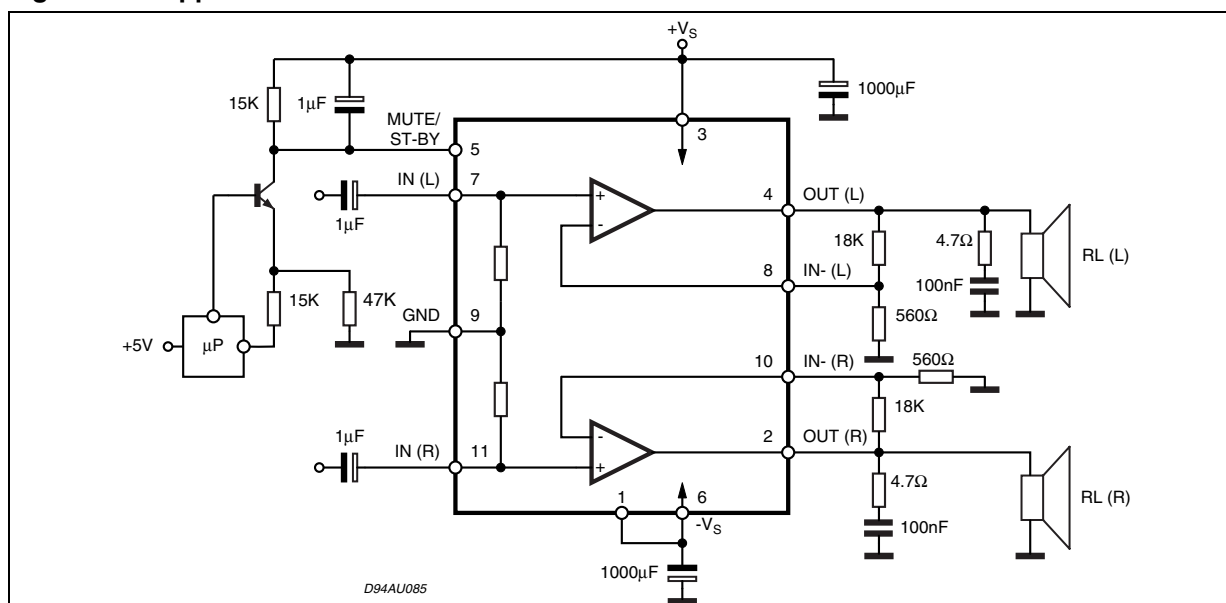 +VS
15K
1µF
1000µF
MUTE/
ST-BY
5
3
IN (L)
7
1µF
+
-
4
OUT (L)
18K
4.7Ω
RL (L)
8
IN- (L)
100nF
15K
47K
GND
9
560Ω
+5V
µP
10
IN- (R)
560Ω
18K
1µF
IN (R)
11
-
+
2
OUT (R)
4.7Ω
RL (R)
1
6
-VS
100nF
1000µF
D94AU085